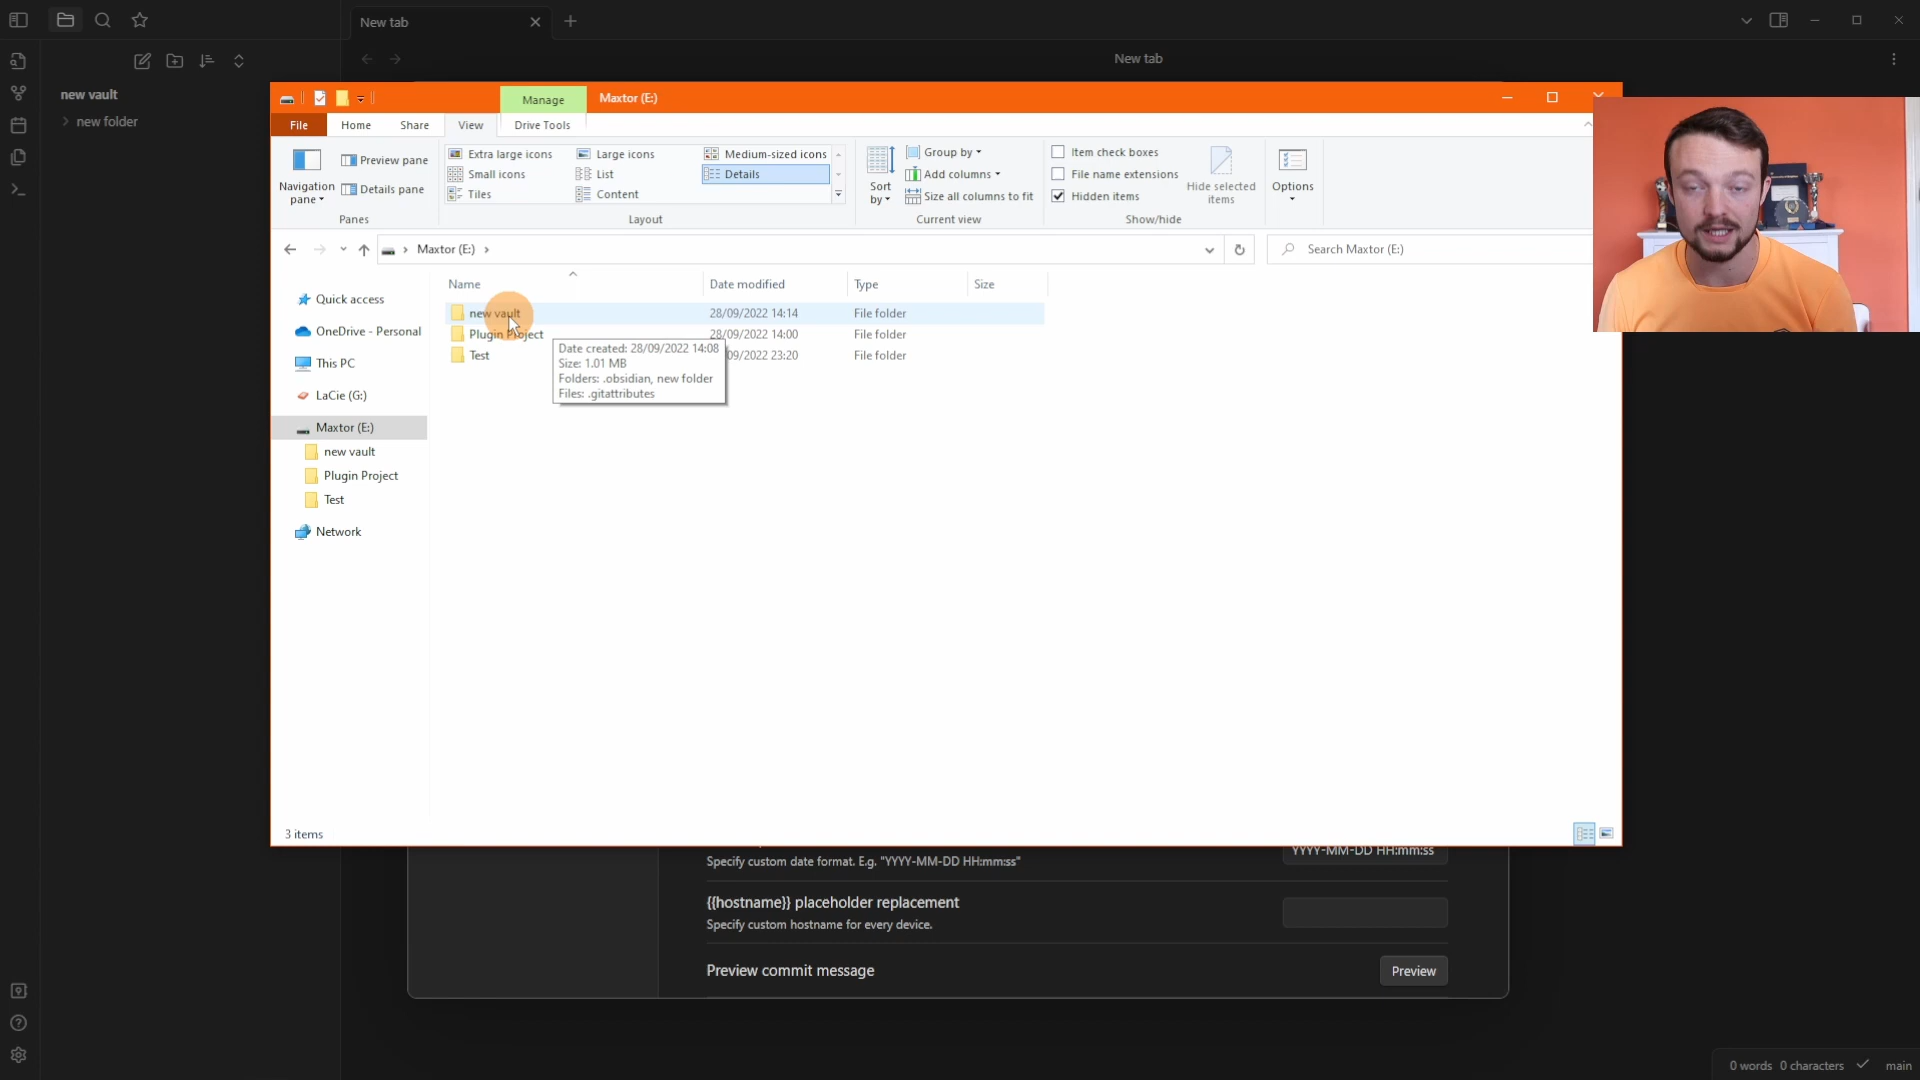 New tab
New tab
new vault
new folder
Manage
Maxtor (E:)
File
Home
Share
View
Drive Tools
Navigation pane
Preview pane
Details pane
Panes
Extra large icons
Large icons
Medium-sized icons
Small icons
List
Details
Tiles
Content
Layout
Sort by
Group by
Add columns
Size all columns to fit
Current view
Item check boxes
File name extensions
Hidden items
Hide selected items
Show/hide
Options
Maxtor (E:)
Search Maxtor (E:)
Name
Date modified
Type
Size
new vault 28/09/2022 14:14 File folder
Plugin Project 28/09/2022 14:00 File folder
Test 09/2022 23:20 File folder
Date created: 28/09/2022 14:08
Size: 1.01 MB
Folders: .obsidian, new folder
Files: .gitattributes
Quick access
OneDrive - Personal
This PC
LaCie (G:)
Maxtor (E:)
new vault
Plugin Project
Test
Network
3 items
YYYY-MM-DD HH:mm:ss
Specify custom date format. E.g. "YYYY-MM-DD HH:mm:ss"
{{hostname}} placeholder replacement
Specify custom hostname for every device.
Preview commit message
Preview
0 words 0 characters
main